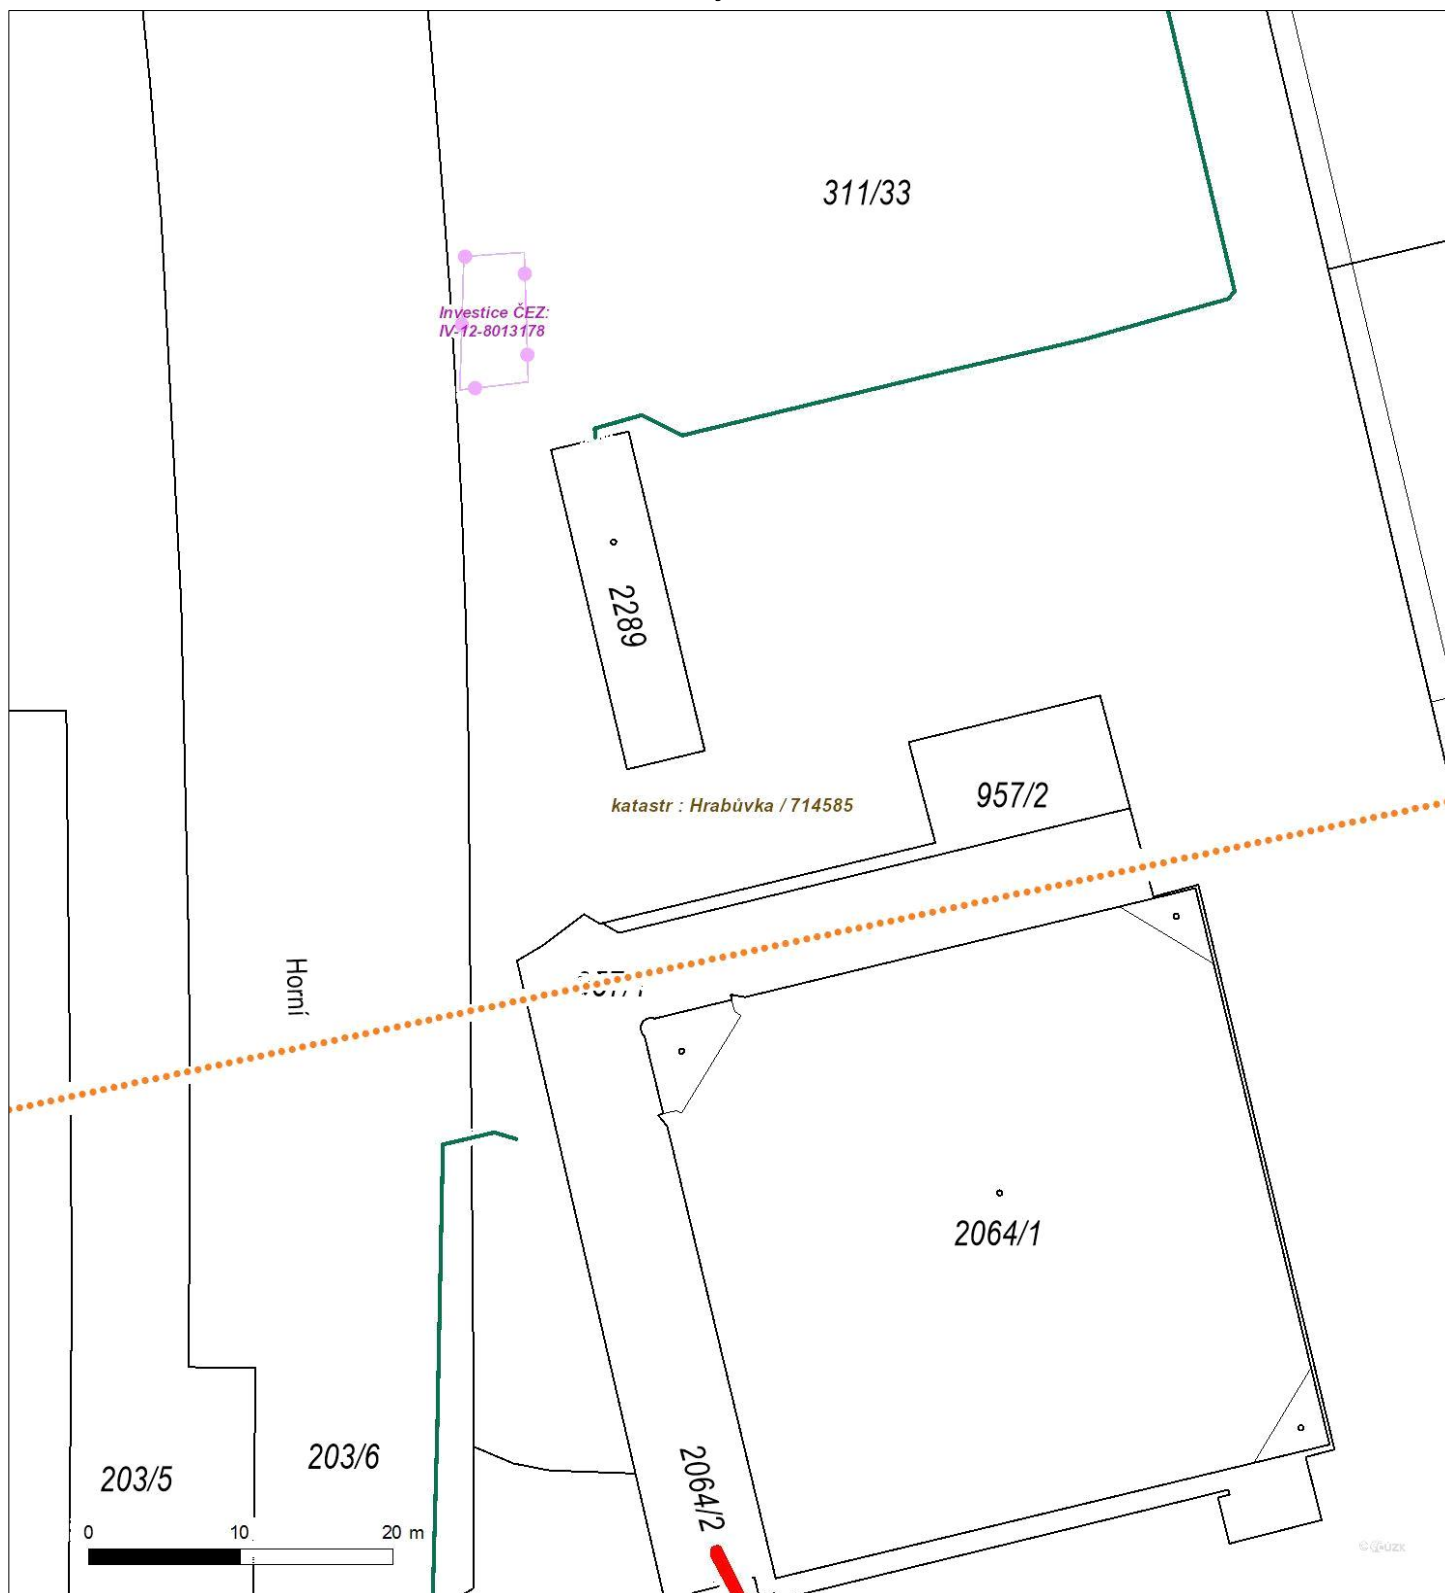 311/33
Investice ČEZ:
IV-12-8013178
2289
957/2
katastr : Hrabůvka / 714585
Horní
2064/1
2064/2
203/6
203/5
0 10 20 m